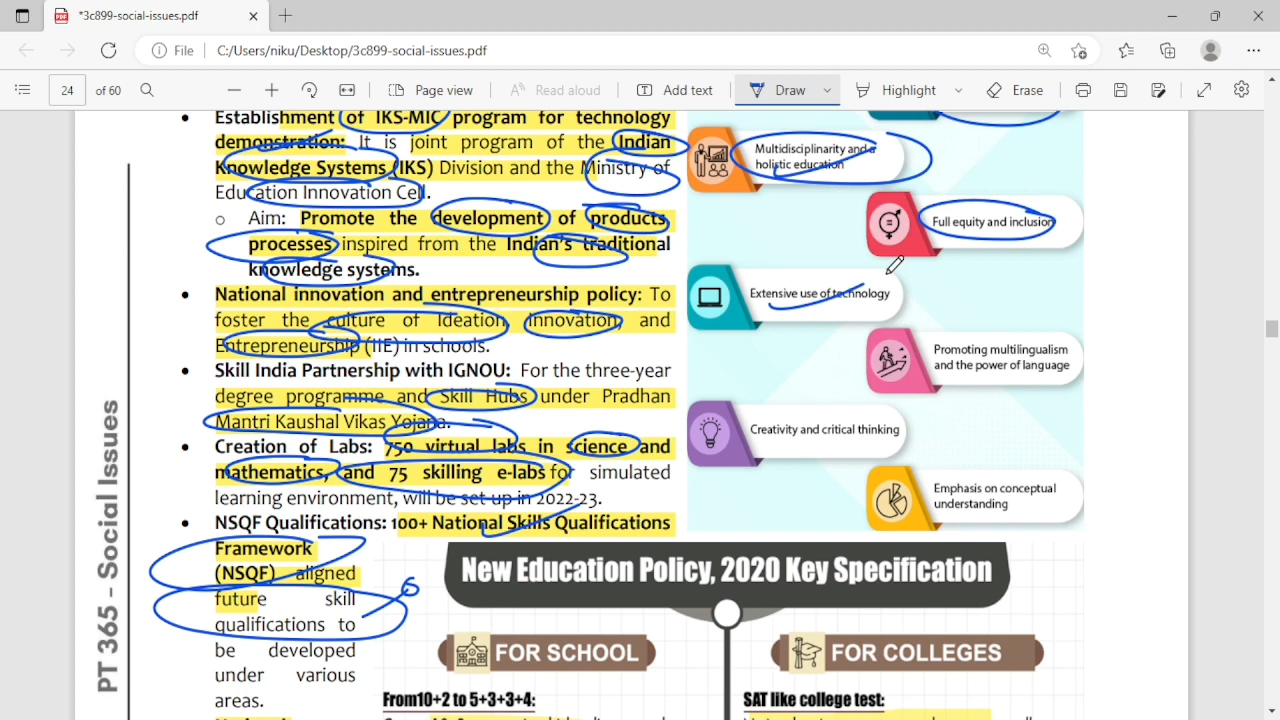 *3c899-social-issues.pdf
File
C:/Users/niku/Desktop/3c899-social-issues.pdf
24 of 60
Page view
Read aloud
Add text
Draw
Highlight
Erase
PT 365 - Social Issues
• Establishment of IKS-MIC program for technology
demonstration: It is joint program of the Indian
Knowledge Systems (IKS) Division and the Ministry of
Education Innovation Cell.
o Aim: Promote the development of products,
processes inspired from the Indian's traditional
knowledge systems.
• National innovation and entrepreneurship policy: To
foster the culture of Ideation, Innovation, and
Entrepreneurship (IIE) in schools.
• Skill India Partnership with IGNOU: For the three-year
degree programme and Skill Hubs under Pradhan
Mantri Kaushal Vikas Yojana.
• Creation of Labs: 750 virtual labs in science and
mathematics, and 75 skilling e-labs for simulated
learning environment, will be set up in 2022-23.
• NSQF Qualifications: 100+ National Skills Qualifications
Framework
(NSQF) aligned
future skill
qualifications to
be developed
under various
areas.
Multidisciplinarity and a
holistic education
Full equity and inclusion
Extensive use of technology
Promoting multilingualism
and the power of language
Creativity and critical thinking
Emphasis on conceptual
understanding
New Education Policy, 2020 Key Specification
FOR SCHOOL
FOR COLLEGES
From10+2 to 5+3+3+4:
SAT like college test: